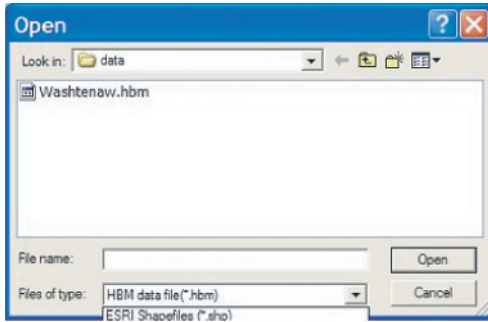 Open
Look in: data
Washtenaw.hbm
File name: Open
Files of type: HBM data file(*.hbm) Cancel
ESRI Shapefiles (*.shp)